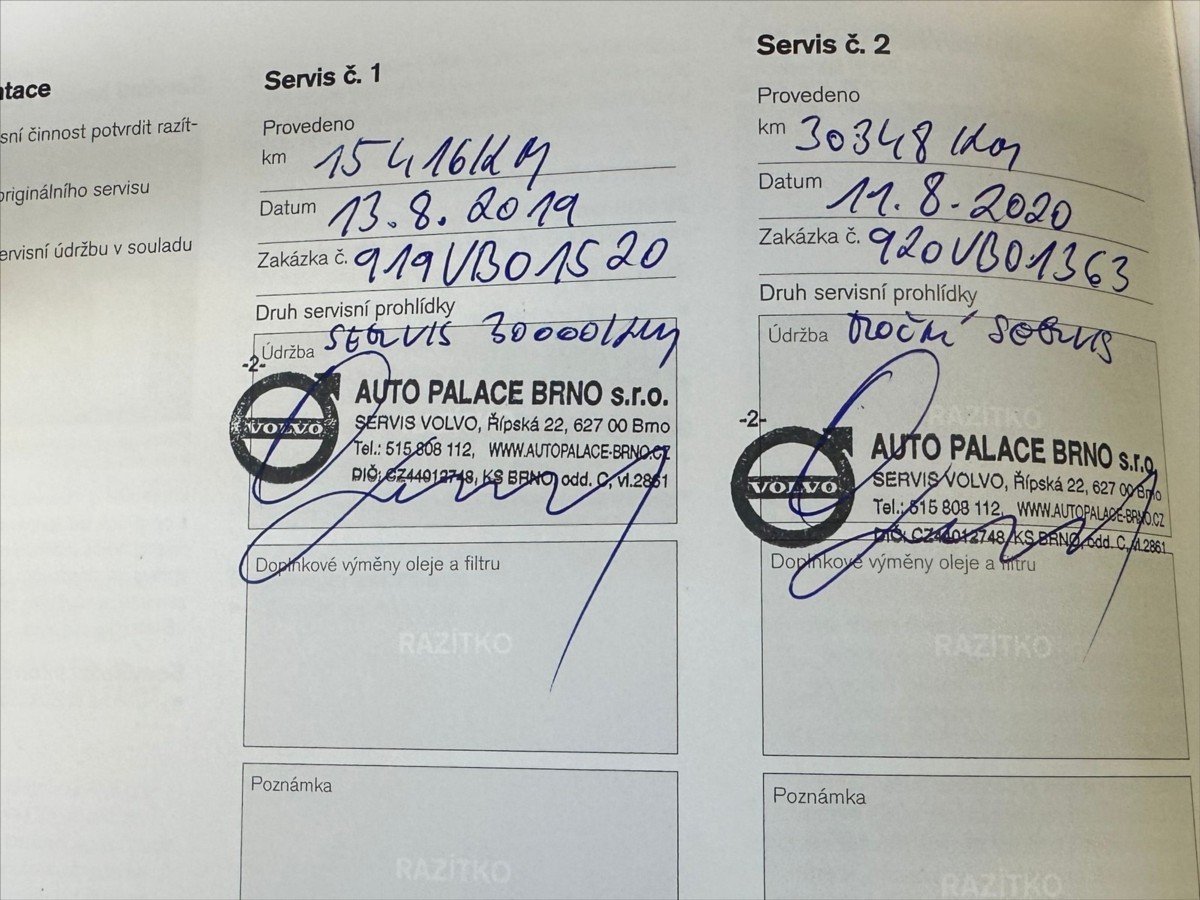 ntace
sní činnost potvrdit razít-
originálního servisu
ervisní údržbu v souladu
Servis č. 1
Provedeno
km 15416 KM
Datum 13.8.2019
Zakázka č. 919VB01520
Druh servisní prohlídky
Údržba SERVIS 30000 KM
-2-
VOLVO
AUTO PALACE BRNO s.r.o.
SERVIS VOLVO, Řípská 22, 627 00 Brno
Tel.: 515 808 112, WWW.AUTOPALACE-BRNO.CZ
DIČ: CZ44012748, KS BRNO, odd. C, vl.2861
Doplňkové výměny oleje a filtru
RAZÍTKO
Poznámka
RAZÍTKO
Servis č. 2
Provedeno
km 30348 Km
Datum 11.8.2020
Zakázka č. 920VB01363
Druh servisní prohlídky
Údržba ROČNÍ SERVIS
RAZÍTKO
-2-
VOLVO
AUTO PALACE BRNO s.r.o.
SERVIS VOLVO, Řípská 22, 627 00 Brno
Tel.: 515 808 112, WWW.AUTOPALACE-BRNO.CZ
DIČ: CZ44012748, KS BRNO, odd. C, vl.2861
Doplňkové výměny oleje a filtru
RAZÍTKO
Poznámka
RAZÍTKO